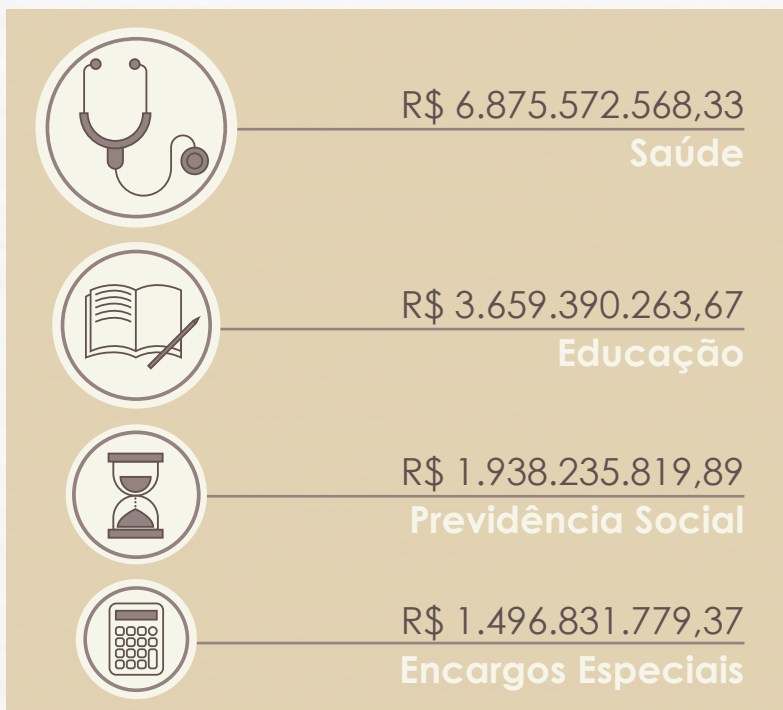 R$ 6.875.572.568,33
Saúde
R$ 3.659.390.263,67
Educação
R$ 1.938.235.819,89
Previdência Social
R$ 1.496.831.779,37
Encargos Especiais